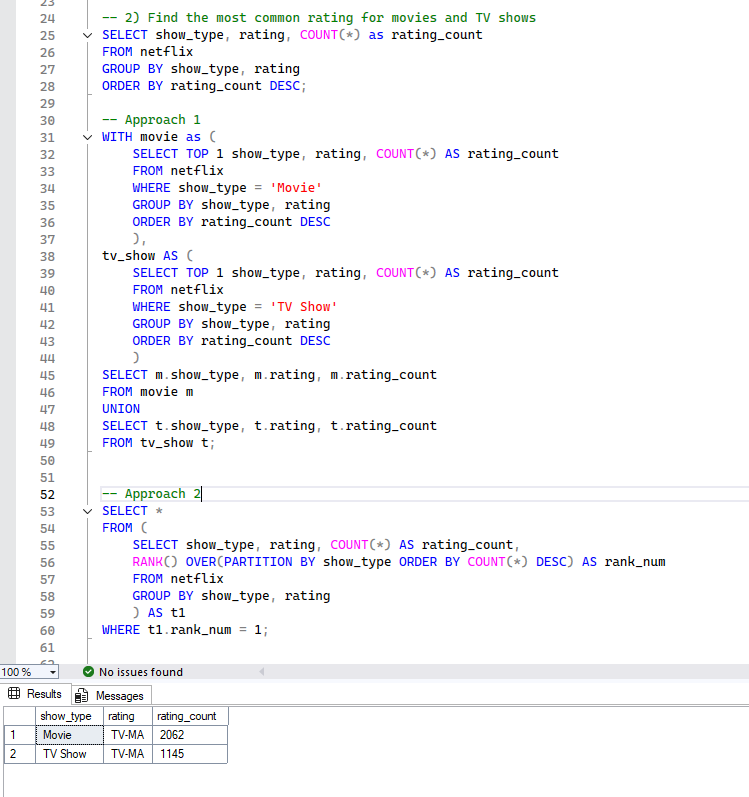 23
24 -- 2) Find the most common rating for movies and TV shows
25 SELECT show_type, rating, COUNT(*) as rating_count
26 FROM netflix
27 GROUP BY show_type, rating
28 ORDER BY rating_count DESC;
29
30 -- Approach 1
31 WITH movie as (
32 SELECT TOP 1 show_type, rating, COUNT(*) AS rating_count
33 FROM netflix
34 WHERE show_type = 'Movie'
35 GROUP BY show_type, rating
36 ORDER BY rating_count DESC
37 ),
38 tv_show AS (
39 SELECT TOP 1 show_type, rating, COUNT(*) AS rating_count
40 FROM netflix
41 WHERE show_type = 'TV Show'
42 GROUP BY show_type, rating
43 ORDER BY rating_count DESC
44 )
45 SELECT m.show_type, m.rating, m.rating_count
46 FROM movie m
47 UNION
48 SELECT t.show_type, t.rating, t.rating_count
49 FROM tv_show t;
50
51
52 -- Approach 2
53 SELECT *
54 FROM (
55 SELECT show_type, rating, COUNT(*) AS rating_count,
56 RANK() OVER(PARTITION BY show_type ORDER BY COUNT(*) DESC) AS rank_num
57 FROM netflix
58 GROUP BY show_type, rating
59 ) AS t1
60 WHERE t1.rank_num = 1;
61
62
100 % No issues found
Results Messages
show_type rating rating_count
1 Movie TV-MA 2062
2 TV Show TV-MA 1145